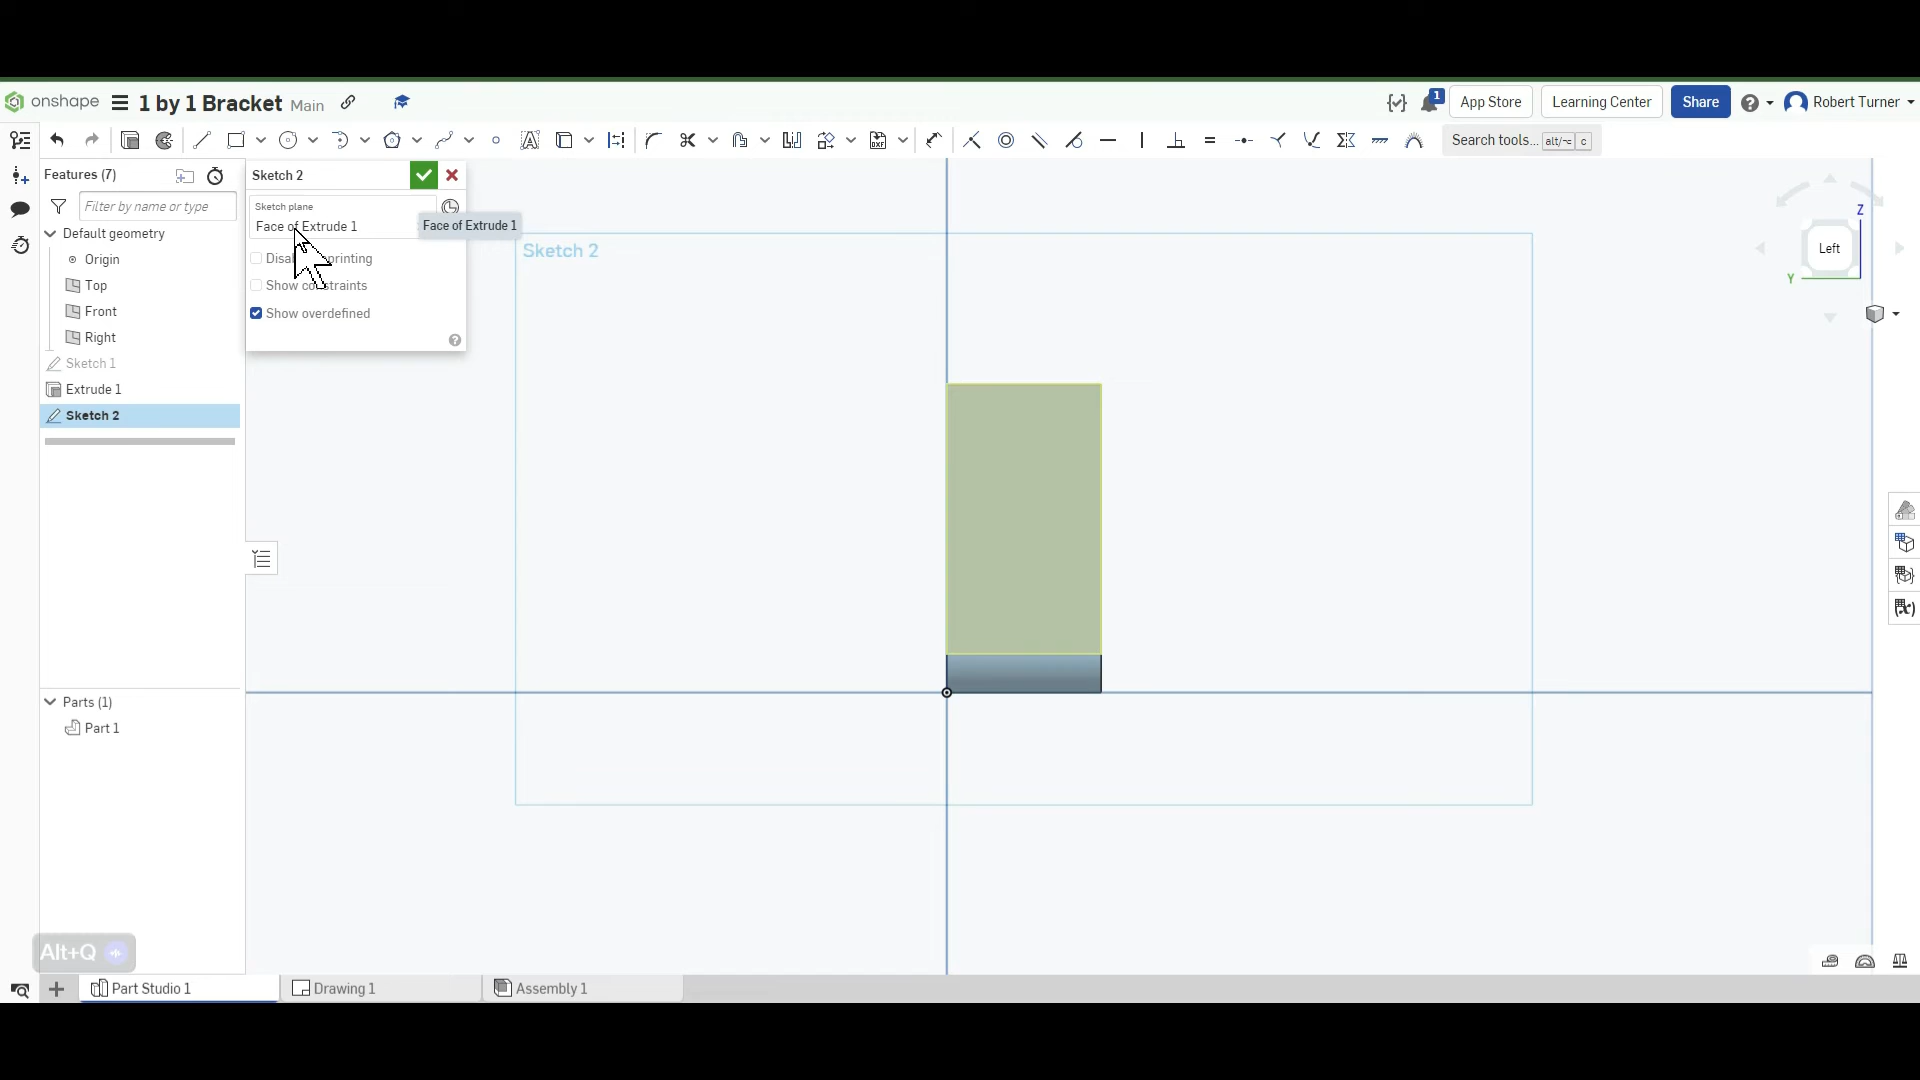 onshape 1 by 1 Bracket Main 1 App Store Learning Center Share Robert Turner
Search tools... alt/⌥ c
Features (7)
Filter by name or type
Default geometry
Origin
Top
Front
Right
Sketch 1
Extrude 1
Sketch 2
Sketch 2
Sketch plane
Face of Extrude 1
Face of Extrude 1
printing
Show constraints
Show overdefined
Sketch 2
Z
Left
Y
Parts (1)
Part 1
Alt+Q
Part Studio 1 Drawing 1 Assembly 1